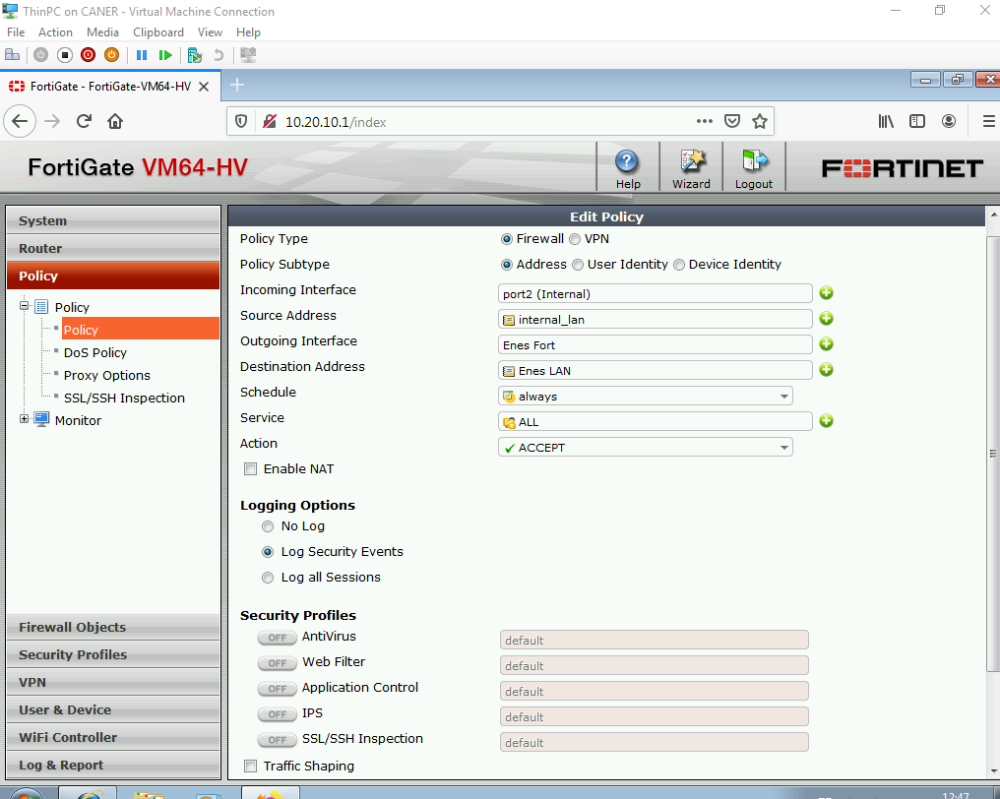 ThinPC on CANER - Virtual Machine Connection
File Action Media Clipboard View Help
FortiGate - FortiGate-VM64-HV
10.20.10.1/index
FortiGate VM64-HV
Help Wizard Logout
FORTINET
System
Router
Policy
Policy
Policy
DoS Policy
Proxy Options
SSL/SSH Inspection
Monitor
Firewall Objects
Security Profiles
VPN
User & Device
WiFi Controller
Log & Report
Edit Policy
Policy Type Firewall VPN
Policy Subtype Address User Identity Device Identity
Incoming Interface port2 (Internal)
Source Address internal_lan
Outgoing Interface Enes Fort
Destination Address Enes LAN
Schedule always
Service ALL
Action ACCEPT
Enable NAT
Logging Options
No Log
Log Security Events
Log all Sessions
Security Profiles
OFF AntiVirus default
OFF Web Filter default
OFF Application Control default
OFF IPS default
OFF SSL/SSH Inspection default
Traffic Shaping
12:47